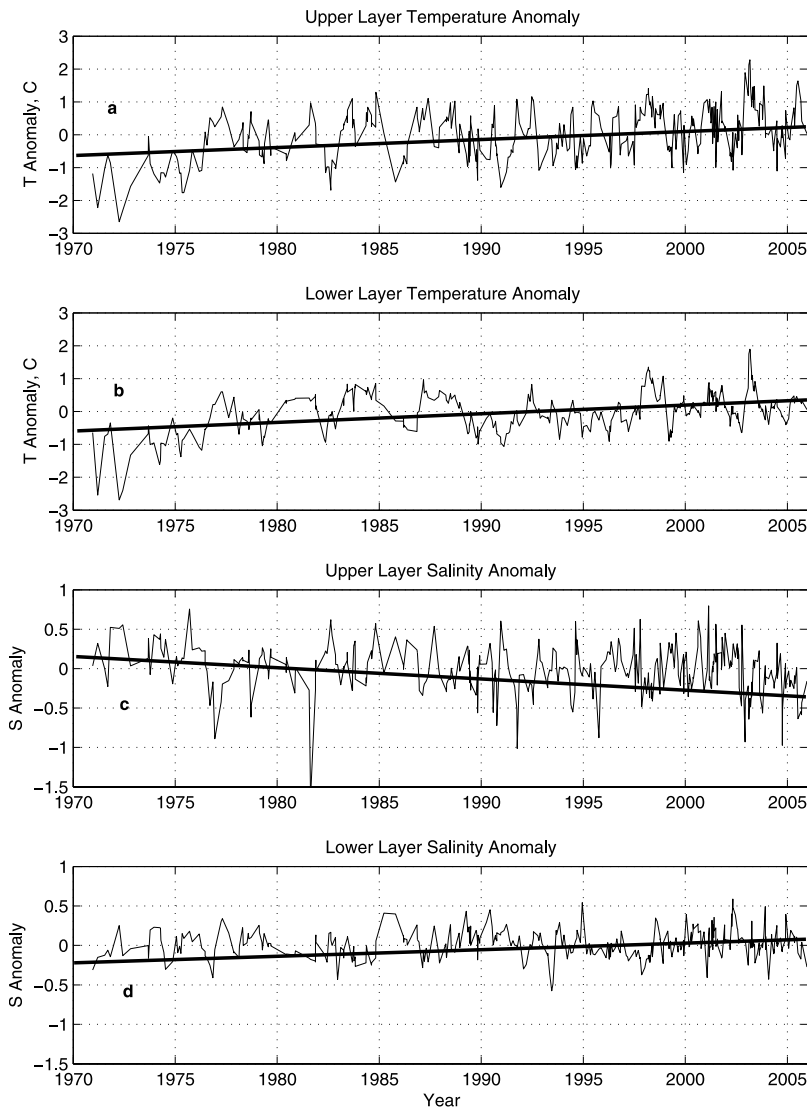 Upper Layer Temperature Anomaly
3
2
1
0
−1
−2
−3
T Anomaly, C
a
1970 1975 1980 1985 1990 1995 2000 2005
Lower Layer Temperature Anomaly
3
2
1
0
−1
−2
−3
T Anomaly, C
b
1970 1975 1980 1985 1990 1995 2000 2005
Upper Layer Salinity Anomaly
1
0.5
0
−0.5
−1
−1.5
S Anomaly
c
1970 1975 1980 1985 1990 1995 2000 2005
Lower Layer Salinity Anomaly
1
0.5
0
−0.5
−1
−1.5
S Anomaly
d
1970 1975 1980 1985 1990 1995 2000 2005
Year